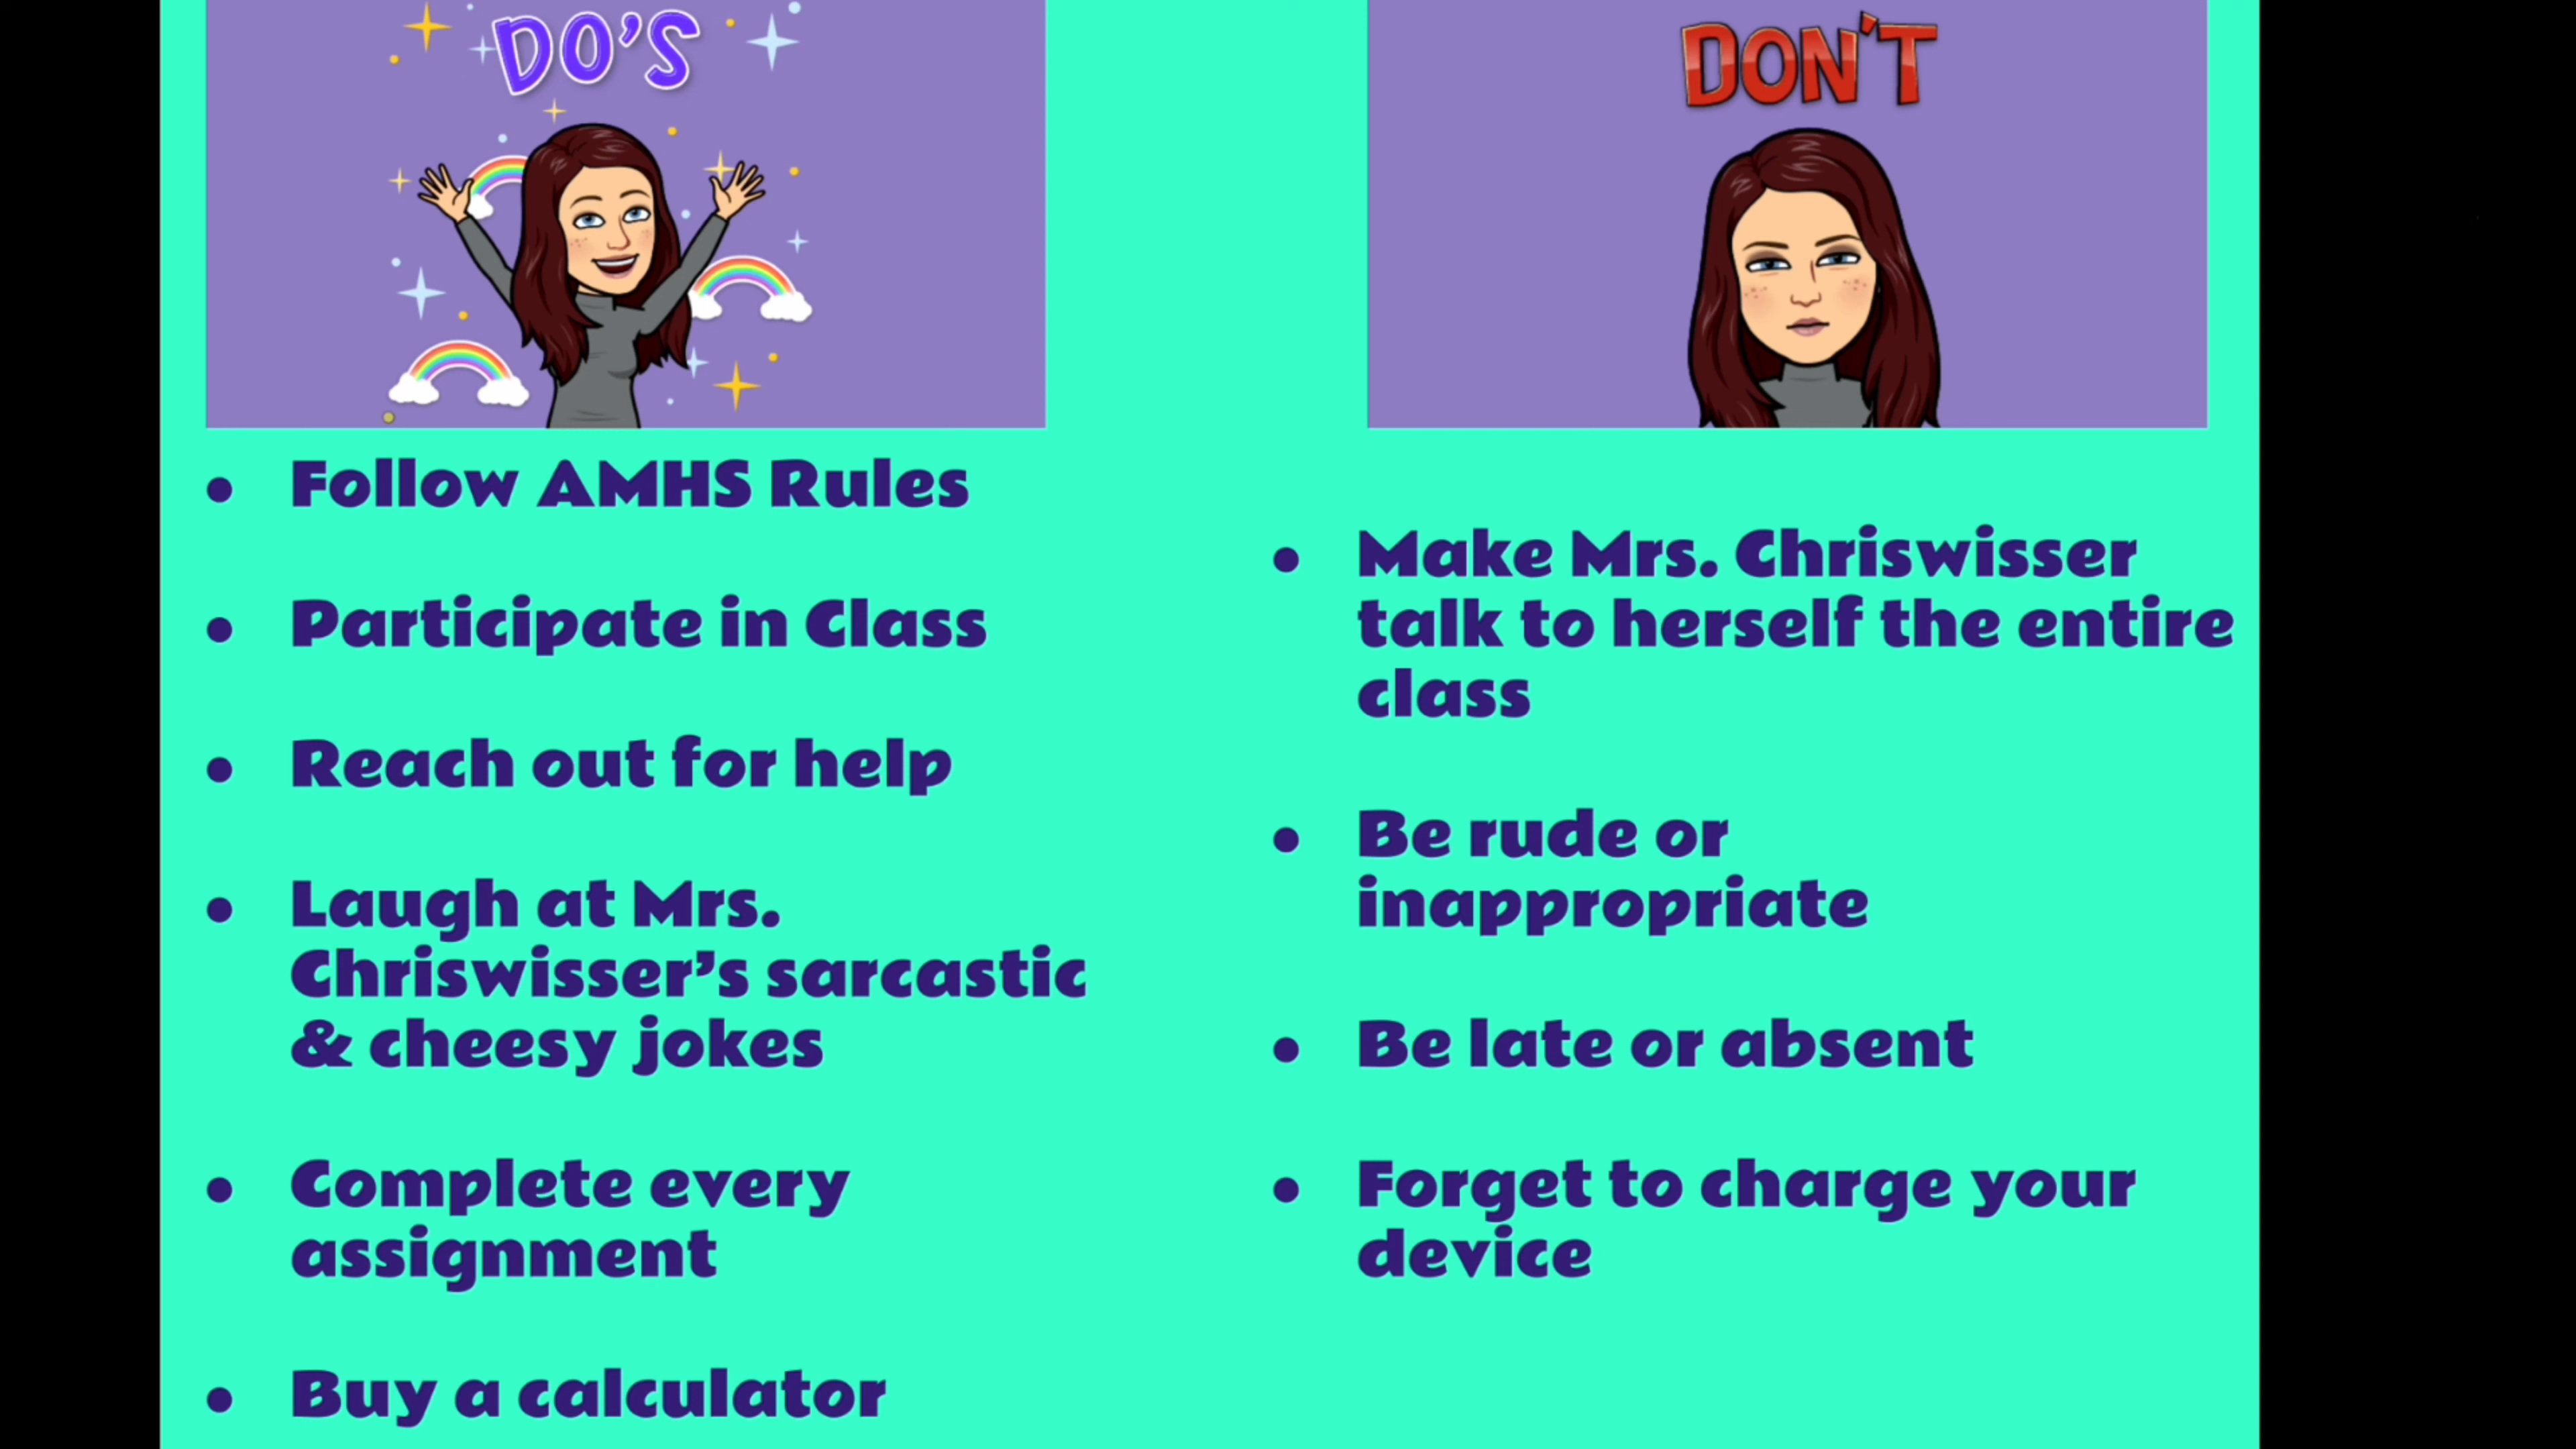 DO'S
Follow AMHS Rules
Participate in Class
Reach out for help
Laugh at Mrs.
Chriswisser’s sarcastic
& cheesy jokes
Complete every
assignment
Buy a calculator
DON'T
Make Mrs. Chriswisser
talk to herself the entire
class
Be rude or
inappropriate
Be late or absent
Forget to charge your
device